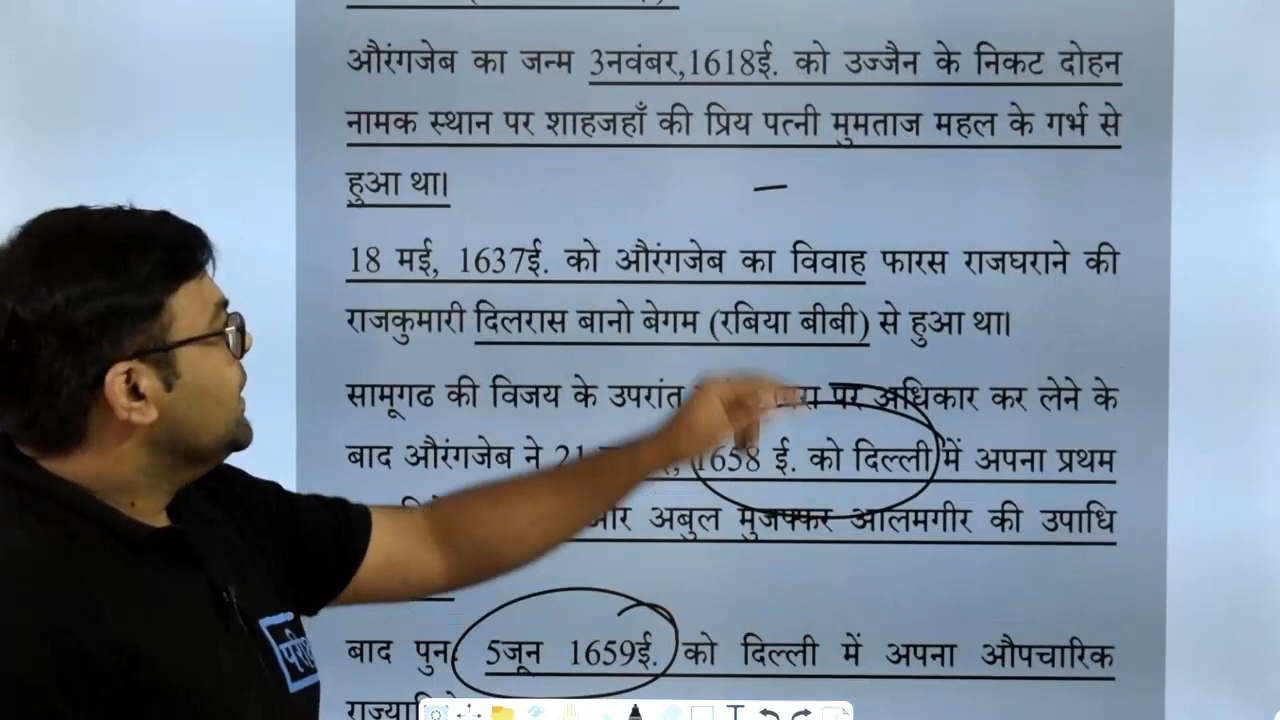 औरंगजेब का जन्म 3नवंबर,1618ई. को उज्जैन के निकट दोहन
नामक स्थान पर शाहजहाँ की प्रिय पत्नी मुमताज महल के गर्भ से
हुआ था।
18 मई, 1637ई. को औरंगजेब का विवाह फारस राजघराने की
राजकुमारी दिलरास बानो बेगम (रबिया बीबी) से हुआ था।
सामूगढ की विजय के उपरांत पर अधिकार कर लेने के
बाद औरंगजेब ने 21 1658 ई. को दिल्ली में अपना प्रथम
अबुल मुजफ्फर आलमगीर की उपाधि
बाद पुन: 5जून 1659ई. को दिल्ली में अपना औपचारिक